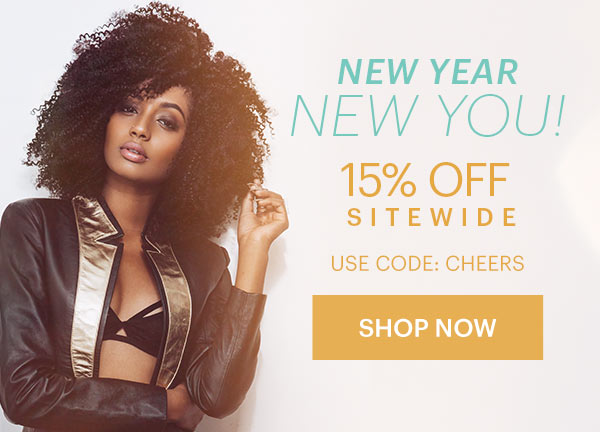 NEW YEAR
NEW YOU!
15% OFF
SITEWIDE
USE CODE: CHEERS
SHOP NOW